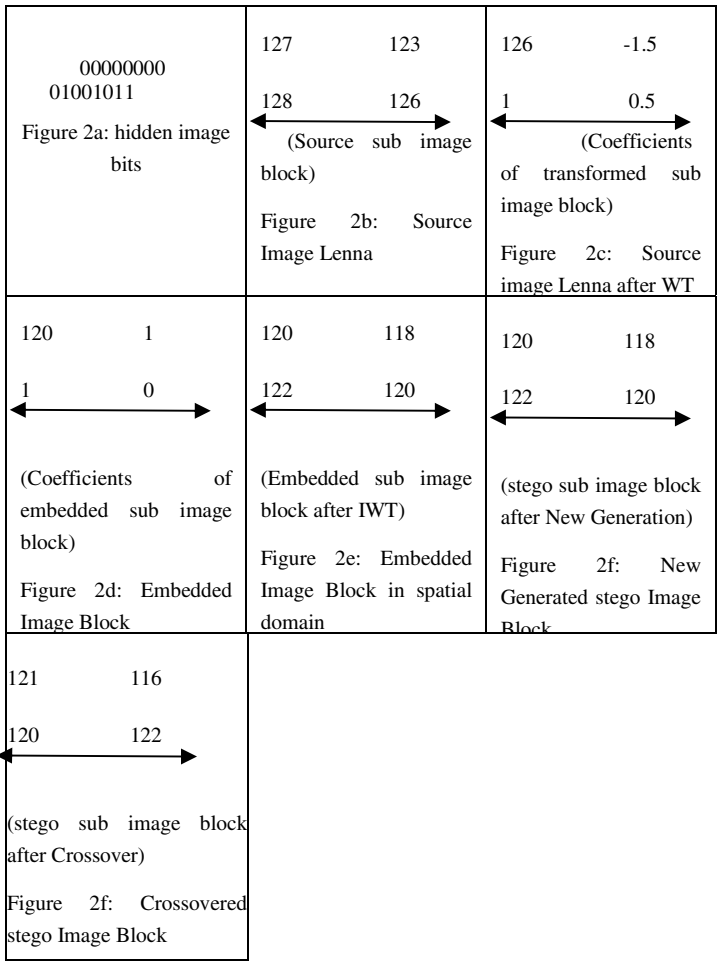 00000000
01001011
Figure 2a: hidden image
bits
127 123
128 126
(Source sub image
block)
Figure 2b: Source
Image Lenna
126 -1.5
1 0.5
(Coefficients
of transformed sub
image block)
Figure 2c: Source
image Lenna after WT
120 1
1 0
(Coefficients of
embedded sub image
block)
Figure 2d: Embedded
Image Block
120 118
122 120
(Embedded sub image
block after IWT)
Figure 2e: Embedded
Image Block in spatial
domain
120 118
122 120
(stego sub image block
after New Generation)
Figure 2f: New
Generated stego Image
Block
121 116
120 122
(stego sub image block
after Crossover)
Figure 2f: Crossovered
stego Image Block